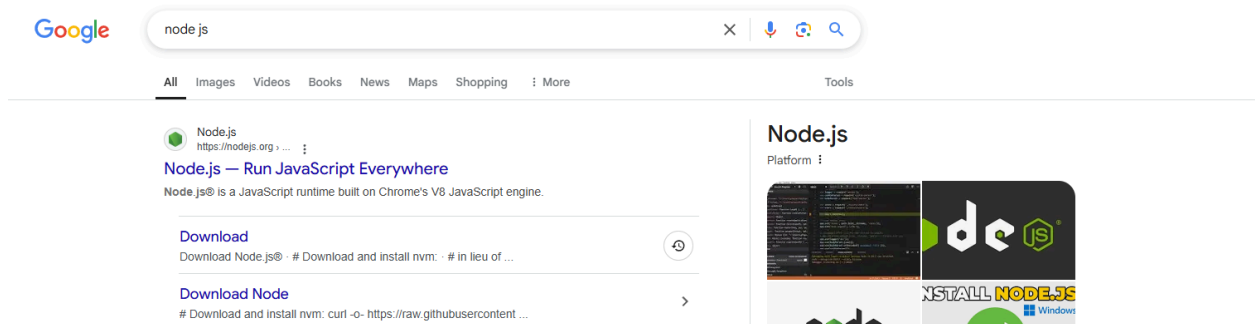 Google
node js
All Images Videos Books News Maps Shopping More Tools
Node.js
https://nodejs.org › ...
Node.js — Run JavaScript Everywhere
Node.js® is a JavaScript runtime built on Chrome's V8 JavaScript engine.
Download
Download Node.js® · # Download and install nvm: · # in lieu of ...
Download Node
# Download and install nvm: curl -o- https://raw.githubusercontent ...
Node.js
Platform
node
JS
INSTALL NODE.JS
Windows